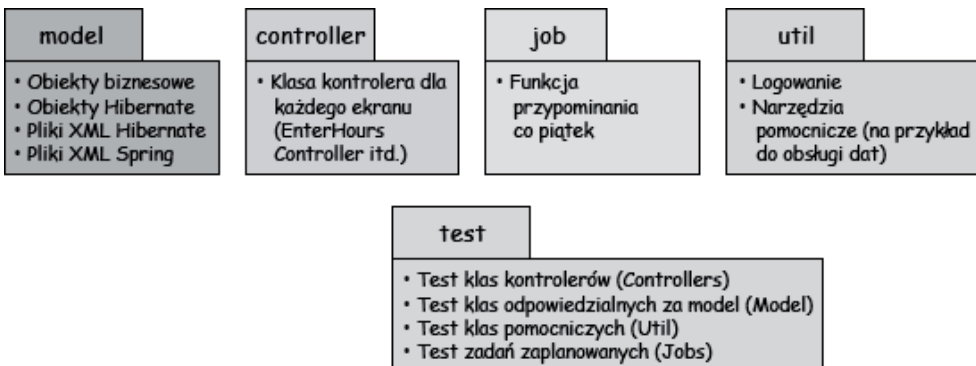 model
• Obiekty biznesowe
• Obiekty Hibernate
• Pliki XML Hibernate
• Pliki XML Spring
controller
• Klasa kontrolera dla
każdego ekranu
(EnterHours
Controller itd.)
job
• Funkcja
przypominania
co piątek
util
• Logowanie
• Narzędzia
pomocnicze (na przykład
do obsługi dat)
test
• Test klas kontrolerów (Controllers)
• Test klas odpowiedzialnych za model (Model)
• Test klas pomocniczych (Util)
• Test zadań zaplanowanych (Jobs)